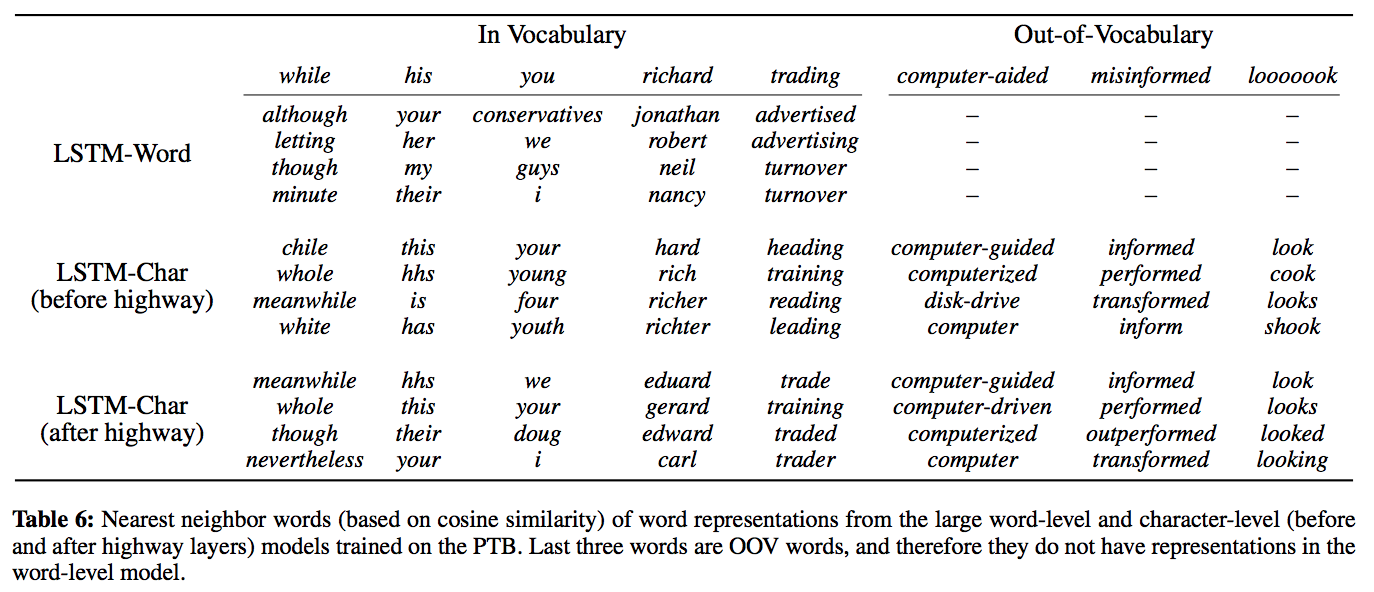 In Vocabulary Out-of-Vocabulary
while his you richard trading computer-aided misinformed looooook
although your conservatives jonathan advertised – – –
letting her we robert advertising – – –
LSTM-Word
though my guys neil turnover – – –
minute their i nancy turnover – – –
chile this your hard heading computer-guided informed look
LSTM-Char whole hhs young rich training computerized performed cook
(before highway) meanwhile is four richer reading disk-drive transformed looks
white has youth richter leading computer inform shook
meanwhile hhs we eduard trade computer-guided informed look
LSTM-Char whole this your gerard training computer-driven performed looks
(after highway) though their doug edward traded computerized outperformed looked
nevertheless your i carl trader computer transformed looking
Table 6: Nearest neighbor words (based on cosine similarity) of word representations from the large word-level and character-level (before
and after highway layers) models trained on the PTB. Last three words are OOV words, and therefore they do not have representations in the
word-level model.